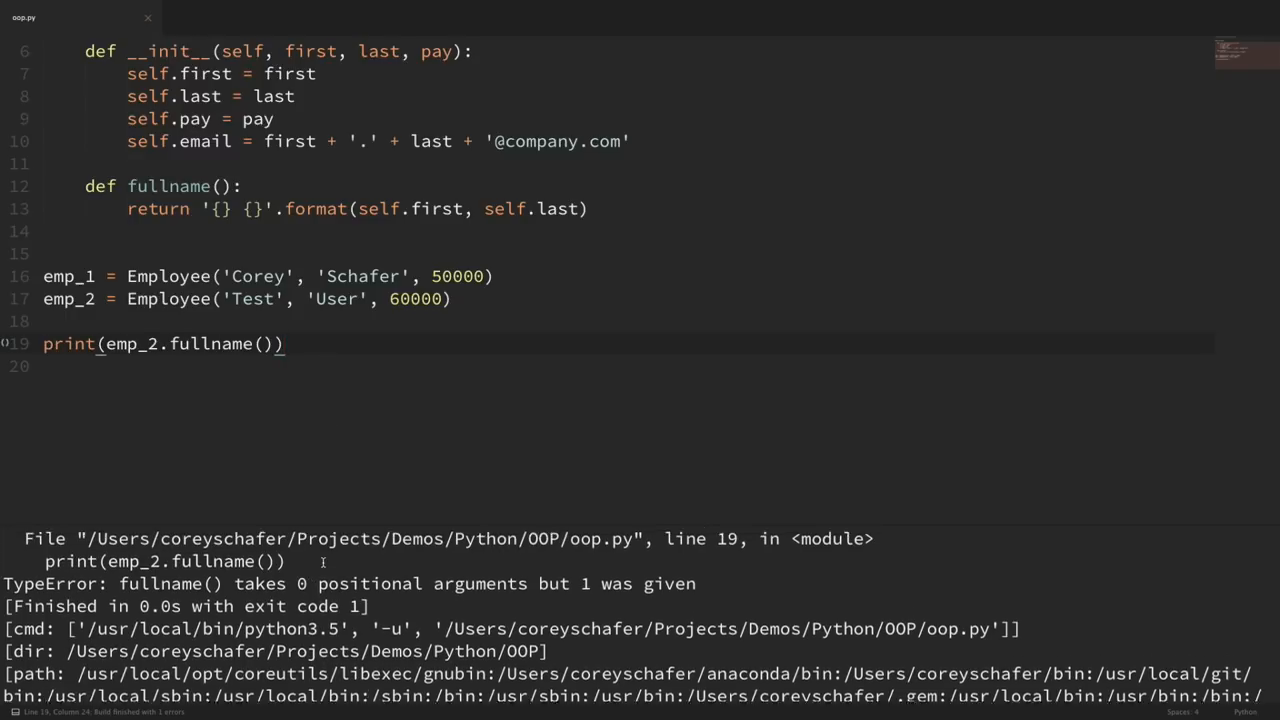 oop.py ×
6 def __init__(self, first, last, pay):
7 self.first = first
8 self.last = last
9 self.pay = pay
10 self.email = first + '.' + last + '@company.com'
11
12 def fullname():
13 return '{} {}'.format(self.first, self.last)
14
15
16 emp_1 = Employee('Corey', 'Schafer', 50000)
17 emp_2 = Employee('Test', 'User', 60000)
18
()19 print(emp_2.fullname())
20
File "/Users/coreyschafer/Projects/Demos/Python/OOP/oop.py", line 19, in <module>
print(emp_2.fullname())
TypeError: fullname() takes 0 positional arguments but 1 was given
[Finished in 0.0s with exit code 1]
[cmd: ['/usr/local/bin/python3.5', '-u', '/Users/coreyschafer/Projects/Demos/Python/OOP/oop.py']]
[dir: /Users/coreyschafer/Projects/Demos/Python/OOP]
[path: /usr/local/opt/coreutils/libexec/gnubin:/Users/coreyschafer/anaconda/bin:/Users/coreyschafer/bin:/usr/local/git/
bin:/usr/local/sbin:/usr/local/bin:/sbin:/bin:/usr/sbin:/usr/bin:/Users/coreyschafer/.gem:/usr/local/bin:/usr/bin:/bin:/
Line 19, Column 24; Build finished with 1 errors Spaces: 4 Python